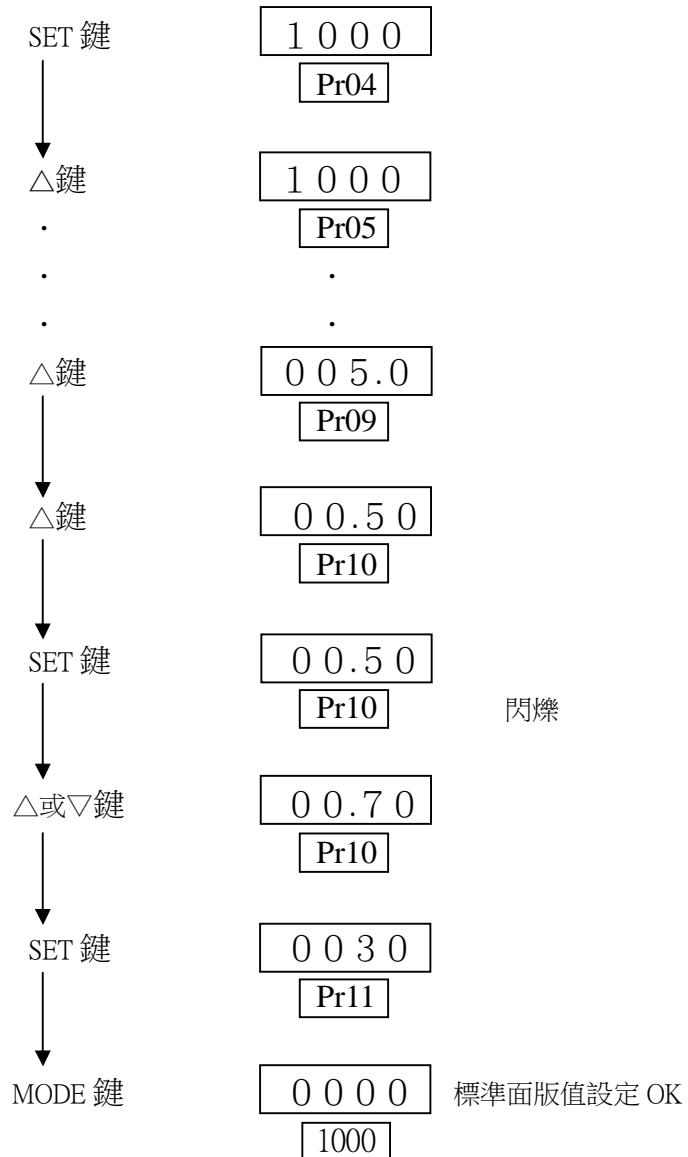 SET 鍵 1 0 0 0
Pr04
△鍵 1 0 0 0
. Pr05
. .
. .
△鍵 0 0 5.0
Pr09
△鍵 0 0.5 0
Pr10
SET 鍵 0 0.5 0
Pr10 閃爍
△或▽鍵 0 0.7 0
Pr10
SET 鍵 0 0 3 0
Pr11
MODE 鍵 0 0 0 0 標準面版值設定 OK
1000